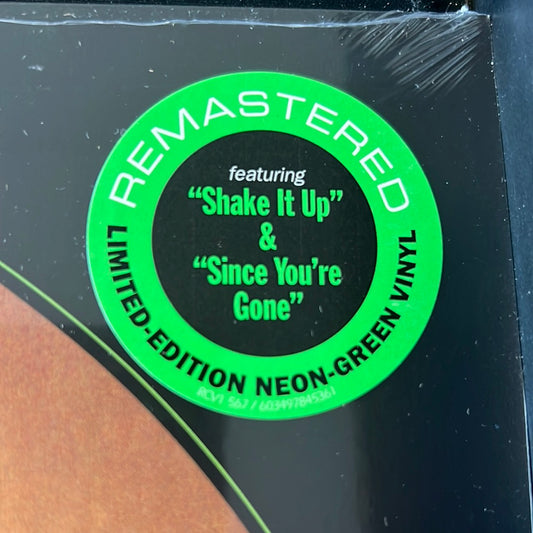 REMASTERED
featuring
“Shake It Up”
&
“Since You’re
Gone”
LIMITED-EDITION NEON-GREEN VINYL
RCV1 567 / 603497845361